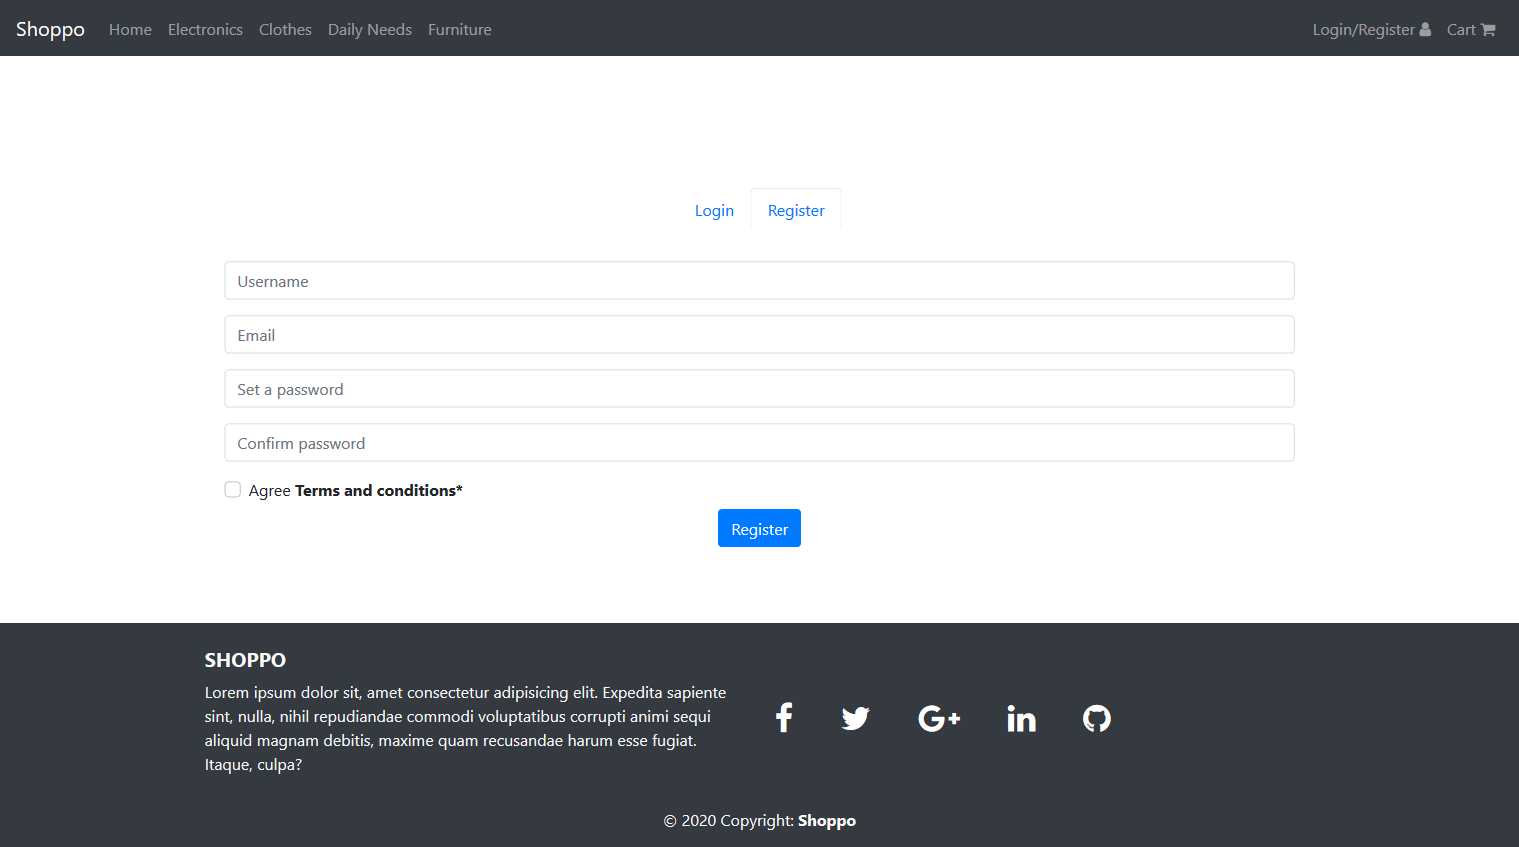 Shoppo Home Electronics Clothes Daily Needs Furniture Login/Register Cart
Login Register
Username
Email
Set a password
Confirm password
Agree Terms and conditions*
Register
SHOPPO
Lorem ipsum dolor sit, amet consectetur adipisicing elit. Expedita sapiente
sint, nulla, nihil repudiandae commodi voluptatibus corrupti animi sequi
aliquid magnam debitis, maxime quam recusandae harum esse fugiat.
Itaque, culpa?
© 2020 Copyright: Shoppo